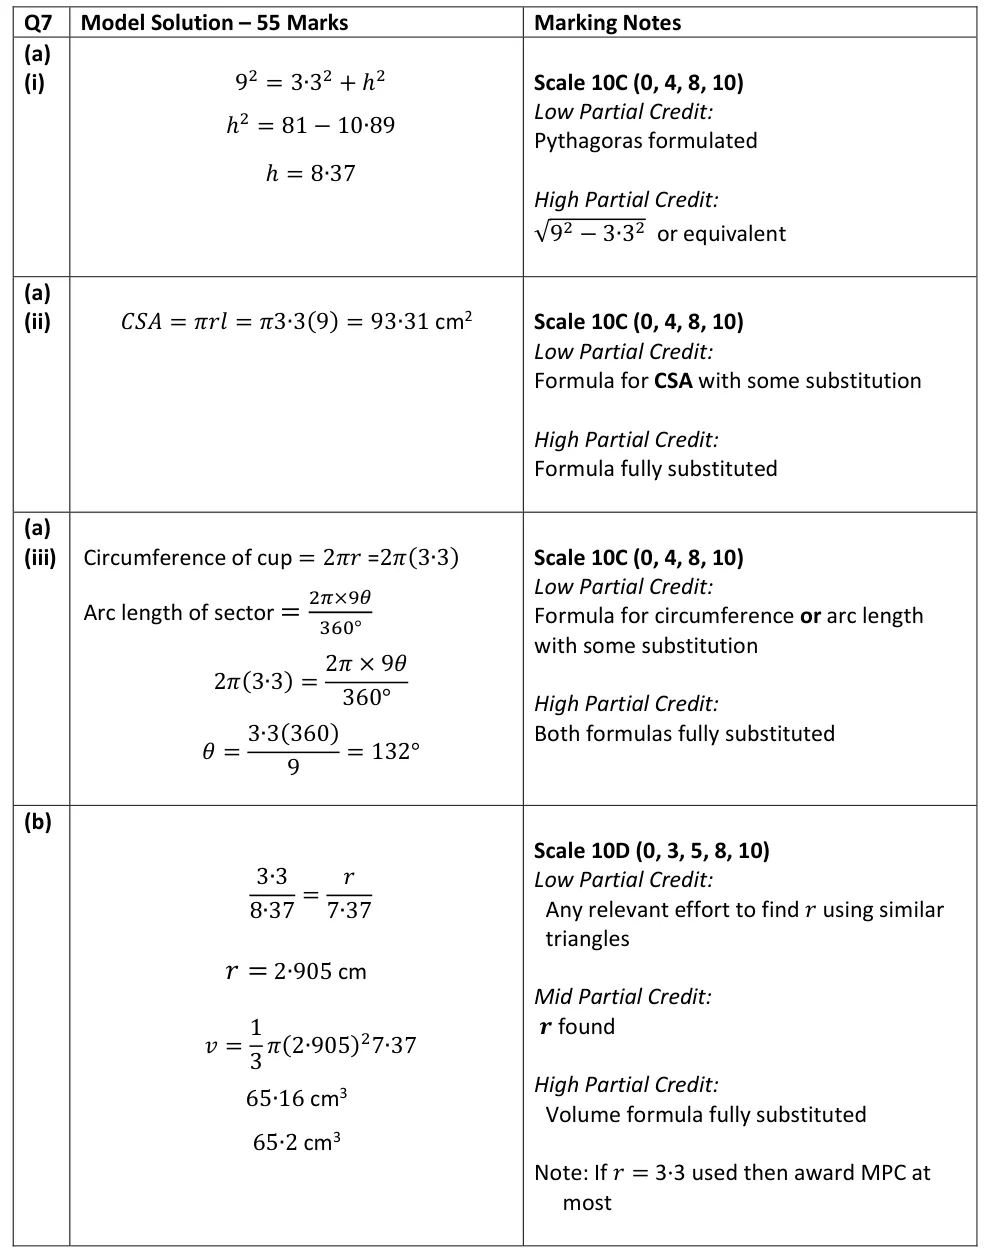 Q7 Model Solution – 55 Marks Marking Notes
(a)
(i)
9² = 3·3² + h²
h² = 81 − 10·89
h = 8·37
Scale 10C (0, 4, 8, 10)
Low Partial Credit:
Pythagoras formulated
High Partial Credit:
√(9² − 3·3²) or equivalent
(a)
(ii)
CSA = πrl = π3·3(9) = 93·31 cm²
Scale 10C (0, 4, 8, 10)
Low Partial Credit:
Formula for CSA with some substitution
High Partial Credit:
Formula fully substituted
(a)
(iii)
Circumference of cup = 2πr =2π(3·3)
Arc length of sector = 2π×9θ/360°
2π(3·3) = 2π × 9θ/360°
θ = 3·3(360)/9 = 132°
Scale 10C (0, 4, 8, 10)
Low Partial Credit:
Formula for circumference or arc length
with some substitution
High Partial Credit:
Both formulas fully substituted
(b)
3·3/8·37 = r/7·37
r = 2·905 cm
v = 1/3 π(2·905)²7·37
65·16 cm³
65·2 cm³
Scale 10D (0, 3, 5, 8, 10)
Low Partial Credit:
Any relevant effort to find r using similar
triangles
Mid Partial Credit:
r found
High Partial Credit:
Volume formula fully substituted
Note: If r = 3·3 used then award MPC at
most